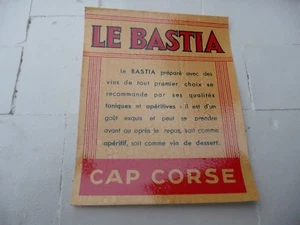 LE BASTIA
Le BASTIA préparé avec des
vins de tout premier choix se
recommande par ses qualités
toniques et apéritives : il est d'un
goût exquis et peut se prendre
avant ou après le repas, soit comme
apéritif, soit comme vin de dessert.
CAP CORSE